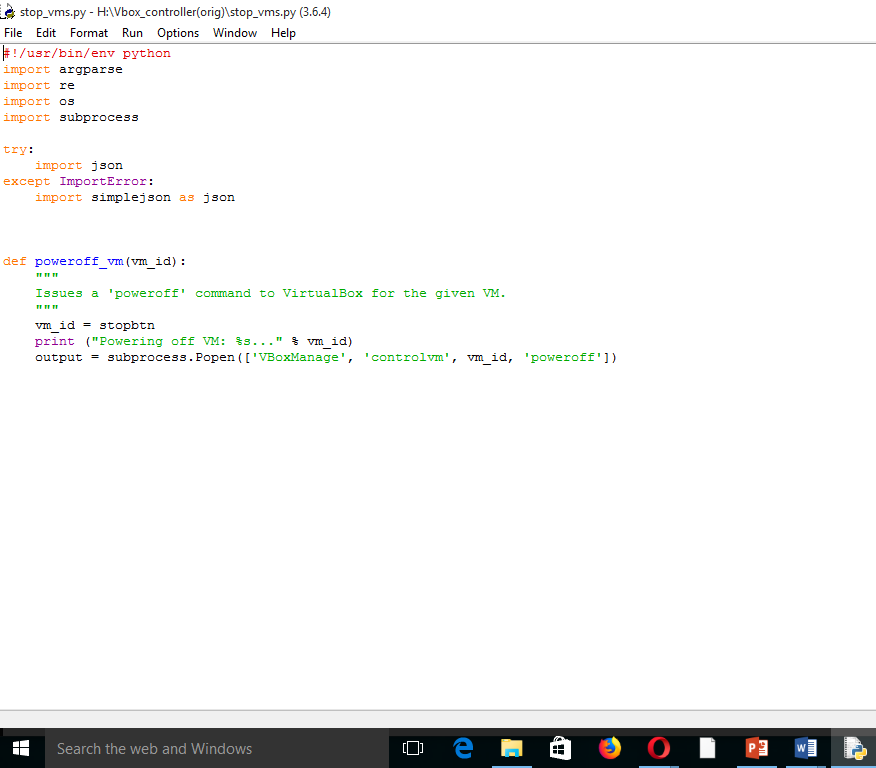 stop_vms.py - H:\Vbox_controller(orig)\stop_vms.py (3.6.4)
File Edit Format Run Options Window Help
#!/usr/bin/env python
import argparse
import re
import os
import subprocess
try:
    import json
except ImportError:
    import simplejson as json
def poweroff_vm(vm_id):
    """
    Issues a 'poweroff' command to VirtualBox for the given VM.
    """
    vm_id = stopbtn
    print ("Powering off VM: %s..." % vm_id)
    output = subprocess.Popen(['VBoxManage', 'controlvm', vm_id, 'poweroff'])
Search the web and Windows